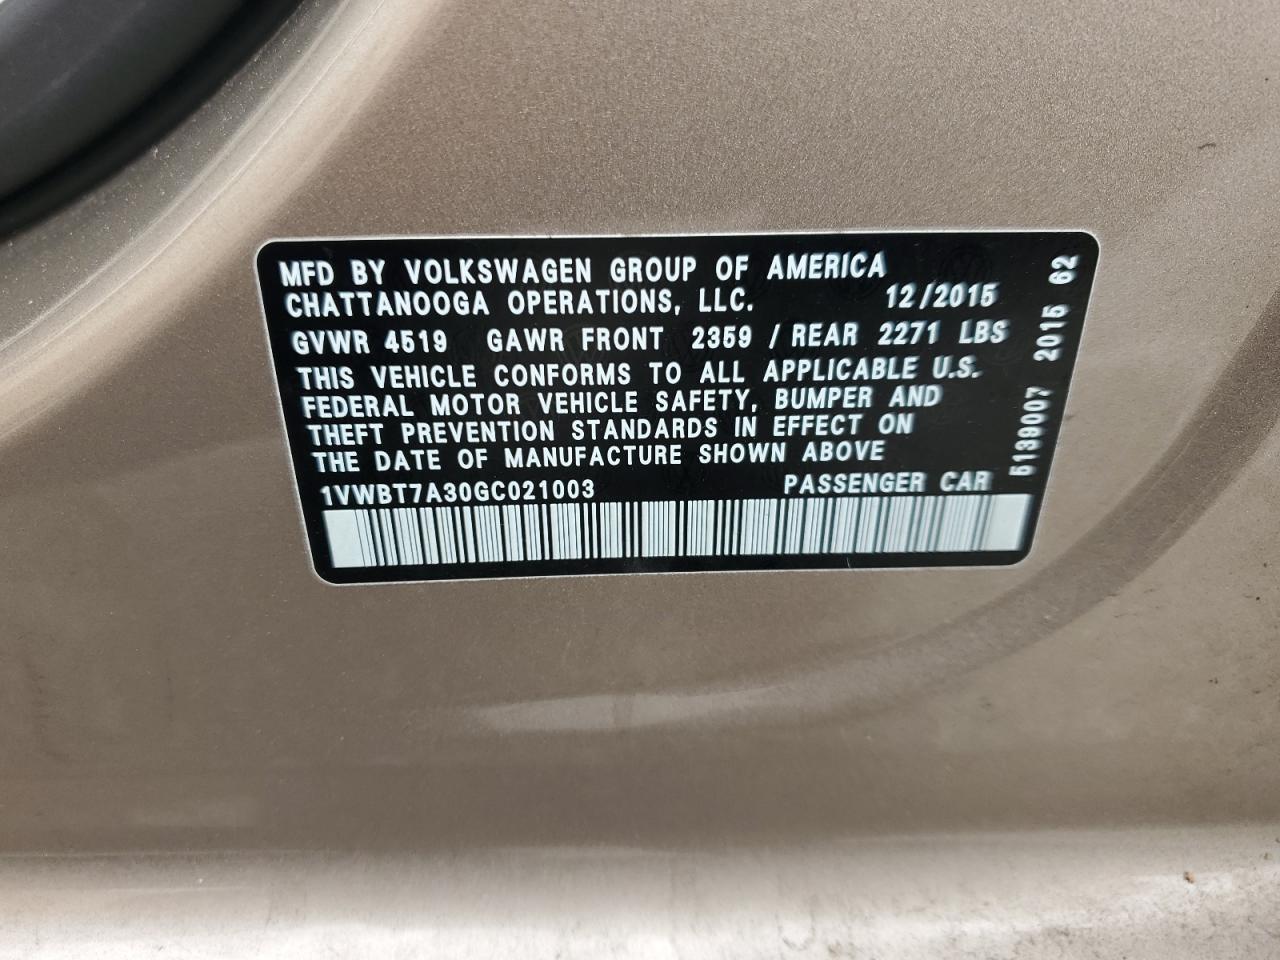 MFD BY VOLKSWAGEN GROUP OF AMERICA
CHATTANOOGA OPERATIONS, LLC. 12/2015
GVWR 4519 GAWR FRONT 2359 / REAR 2271 LBS
THIS VEHICLE CONFORMS TO ALL APPLICABLE U.S.
FEDERAL MOTOR VEHICLE SAFETY, BUMPER AND
THEFT PREVENTION STANDARDS IN EFFECT ON
THE DATE OF MANUFACTURE SHOWN ABOVE
1VWBT7A30GC021003 PASSENGER CAR
5139007 2015 62